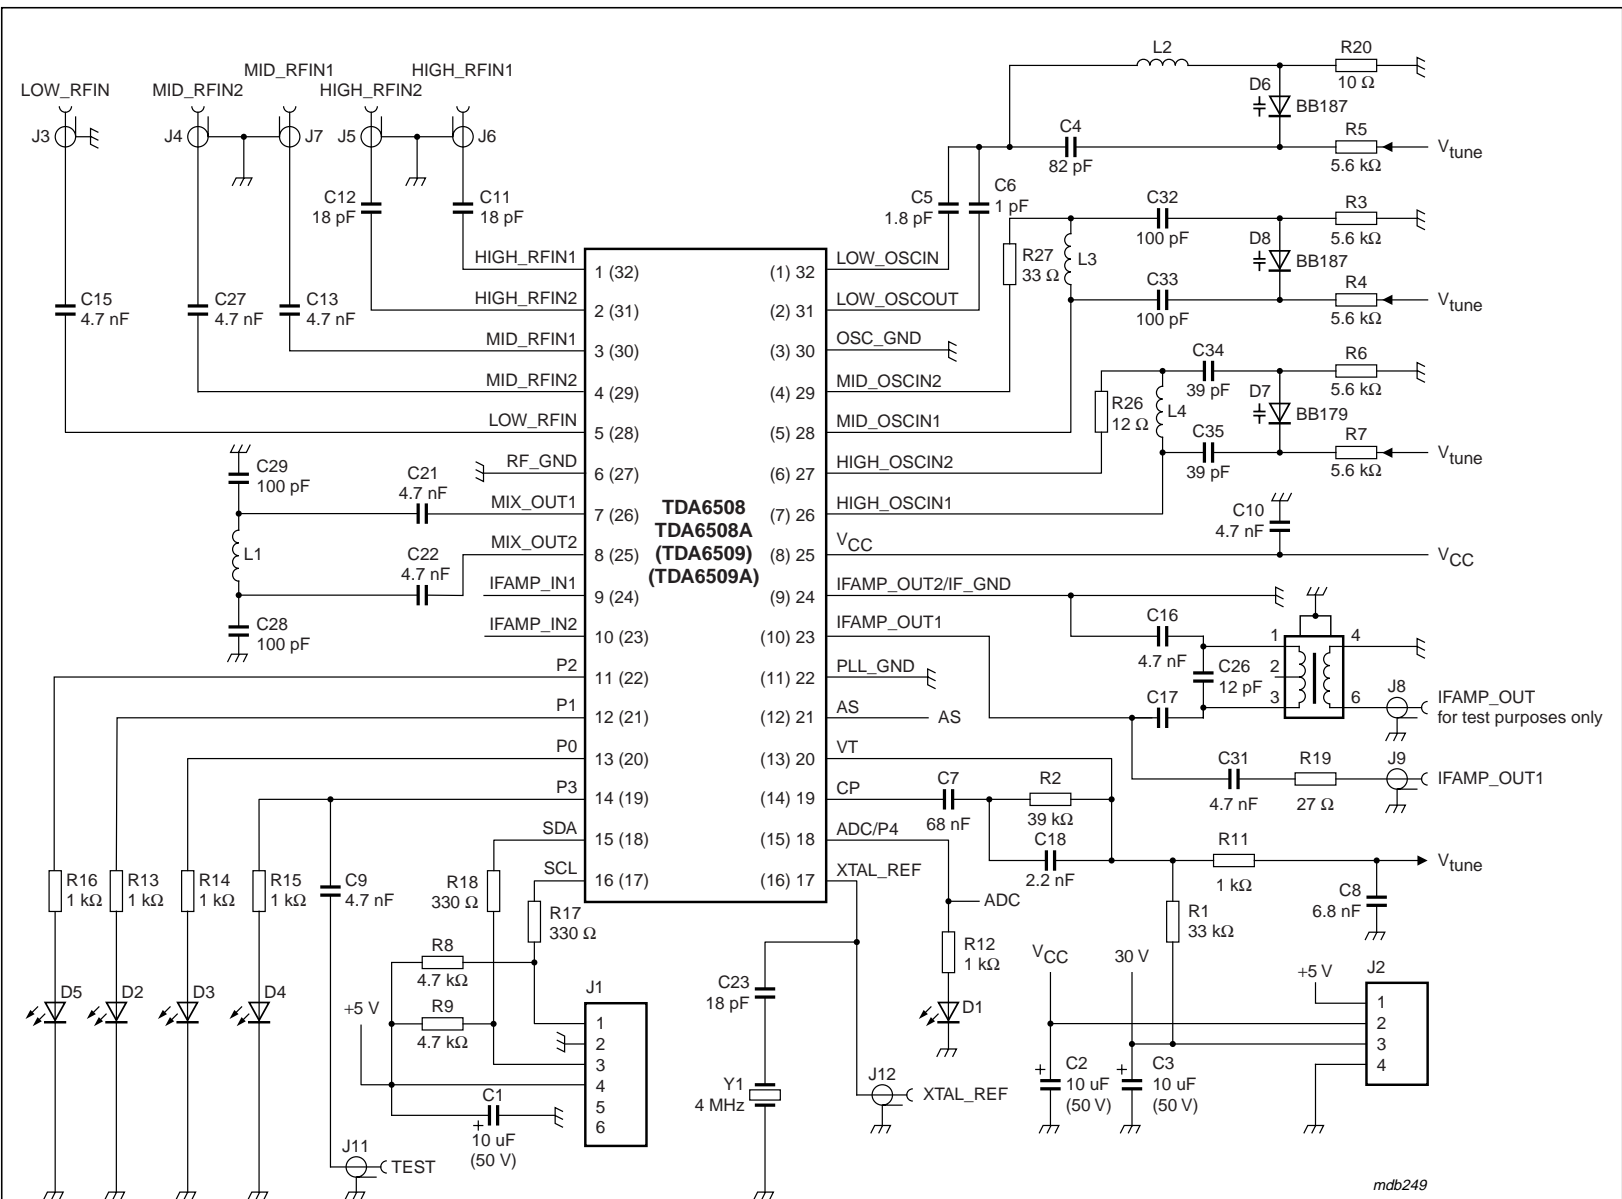 L2
R20
10 Ω
D6
BB187
MID_RFIN1
HIGH_RFIN1
LOW_RFIN
MID_RFIN2
HIGH_RFIN2
J3
J4
J7
J5
J6
C4
82 pF
R5
5.6 kΩ
Vtune
C12
18 pF
C11
18 pF
C5
1.8 pF
C6
1 pF
C32
100 pF
R3
5.6 kΩ
R27
33 Ω
L3
D8
BB187
C33
100 pF
R4
5.6 kΩ
Vtune
C15
4.7 nF
C27
4.7 nF
C13
4.7 nF
HIGH_RFIN1
1 (32)
(1) 32
LOW_OSCIN
HIGH_RFIN2
2 (31)
(2) 31
LOW_OSCOUT
MID_RFIN1
3 (30)
(3) 30
OSC_GND
MID_RFIN2
4 (29)
(4) 29
MID_OSCIN2
LOW_RFIN
5 (28)
(5) 28
MID_OSCIN1
RF_GND
6 (27)
(6) 27
HIGH_OSCIN2
MIX_OUT1
7 (26)
(7) 26
HIGH_OSCIN1
MIX_OUT2
8 (25)
(8) 25
VCC
IFAMP_IN1
9 (24)
(9) 24
IFAMP_OUT2/IF_GND
IFAMP_IN2
10 (23)
(10) 23
IFAMP_OUT1
P2
11 (22)
(11) 22
PLL_GND
P1
12 (21)
(12) 21
AS
AS
P0
13 (20)
(13) 20
VT
P3
14 (19)
(14) 19
CP
SDA
15 (18)
(15) 18
ADC/P4
SCL
16 (17)
(16) 17
XTAL_REF
TDA6508
TDA6508A
(TDA6509)
(TDA6509A)
C34
39 pF
R6
5.6 kΩ
R26
12 Ω
L4
D7
BB179
C35
39 pF
R7
5.6 kΩ
Vtune
C10
4.7 nF
VCC
C29
100 pF
C21
4.7 nF
L1
C22
4.7 nF
C28
100 pF
C16
4.7 nF
C26
12 pF
C17
1
2
3
4
6
J8
IFAMP_OUT
for test purposes only
C31
4.7 nF
R19
27 Ω
J9
IFAMP_OUT1
C7
68 nF
R2
39 kΩ
C18
2.2 nF
R11
1 kΩ
Vtune
C8
6.8 nF
R1
33 kΩ
R16
1 kΩ
R13
1 kΩ
R14
1 kΩ
R15
1 kΩ
C9
4.7 nF
R18
330 Ω
R17
330 Ω
ADC
R12
1 kΩ
D1
D5
D2
D3
D4
R8
4.7 kΩ
R9
4.7 kΩ
+5 V
J1
1
2
3
4
5
6
C1
+
10 uF
(50 V)
C23
18 pF
Y1
4 MHz
J12
XTAL_REF
VCC
30 V
+
C2
10 uF
(50 V)
+
C3
10 uF
(50 V)
+5 V
J2
1
2
3
4
J11
TEST
mdb249